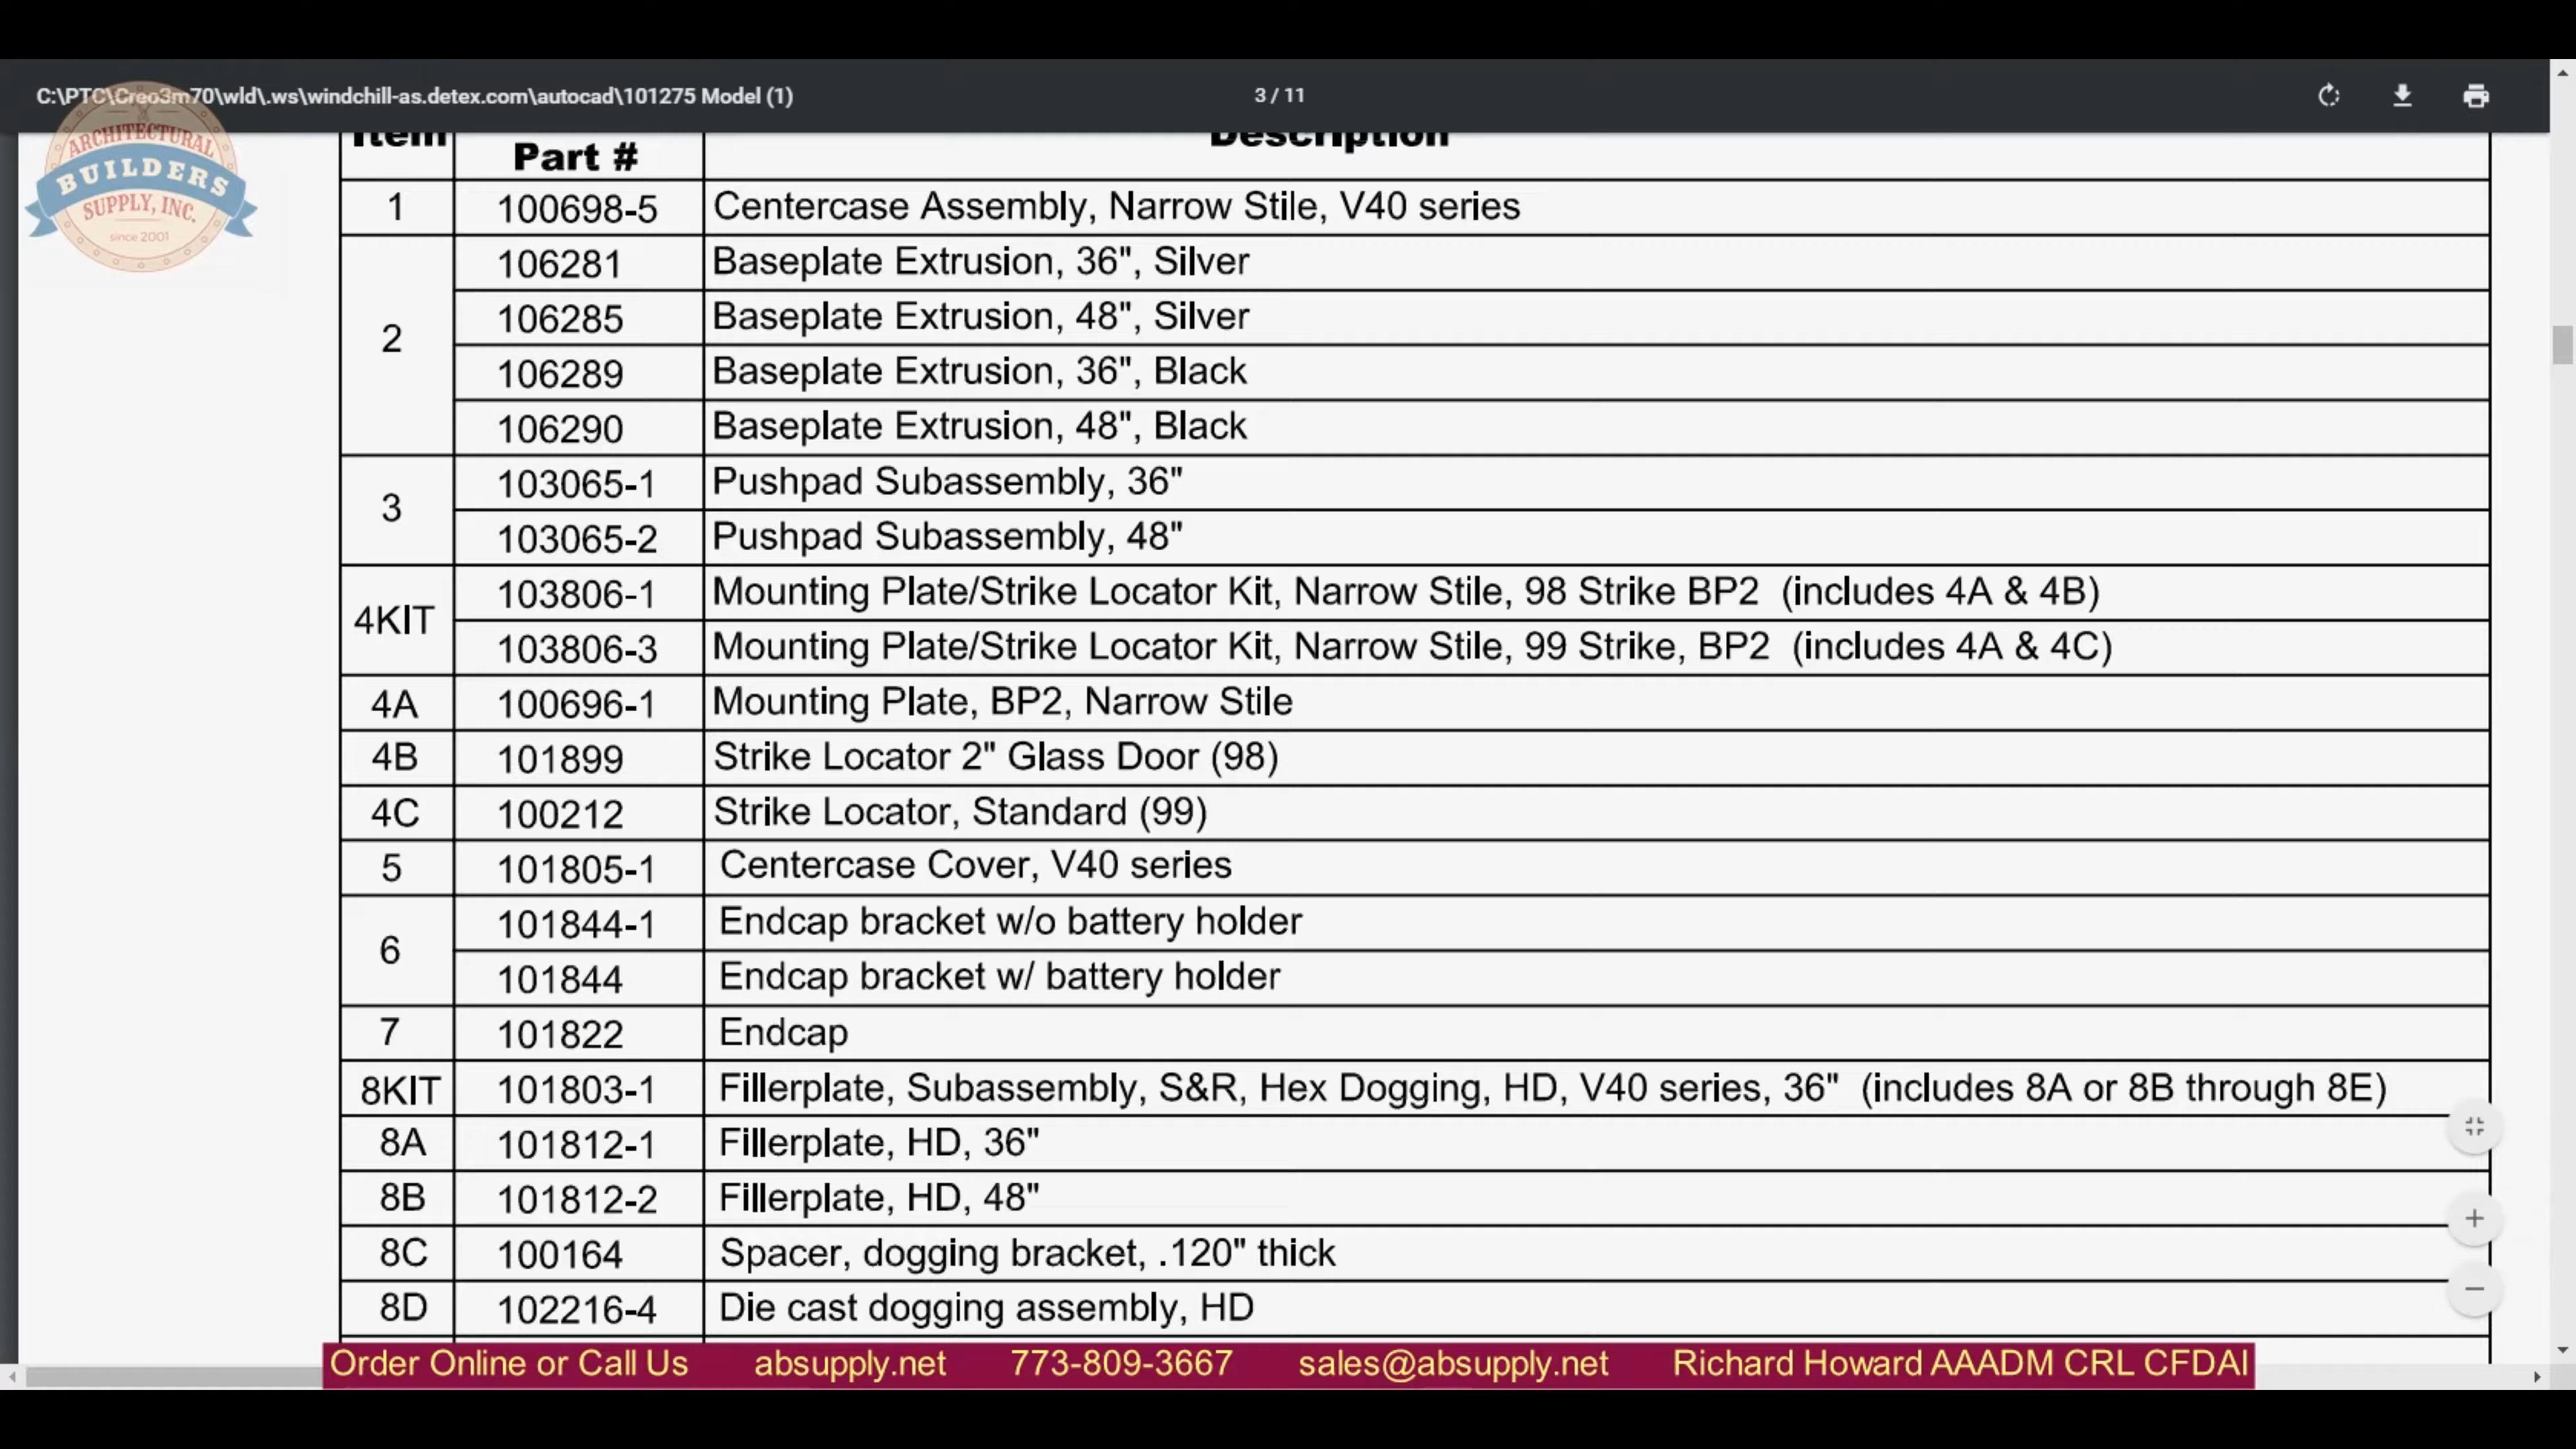 C:\PTC\Creo3m70\wld\.ws\windchill-as.detex.com\autocad\101275 Model (1)
3 / 11
ARCHITECTURAL
BUILDERS
SUPPLY, INC.
since 2001
Item Part # Description
1 100698-5 Centercase Assembly, Narrow Stile, V40 series
2 106281 Baseplate Extrusion, 36", Silver
106285 Baseplate Extrusion, 48", Silver
106289 Baseplate Extrusion, 36", Black
106290 Baseplate Extrusion, 48", Black
3 103065-1 Pushpad Subassembly, 36"
103065-2 Pushpad Subassembly, 48"
4KIT 103806-1 Mounting Plate/Strike Locator Kit, Narrow Stile, 98 Strike BP2 (includes 4A & 4B)
103806-3 Mounting Plate/Strike Locator Kit, Narrow Stile, 99 Strike, BP2 (includes 4A & 4C)
4A 100696-1 Mounting Plate, BP2, Narrow Stile
4B 101899 Strike Locator 2" Glass Door (98)
4C 100212 Strike Locator, Standard (99)
5 101805-1 Centercase Cover, V40 series
6 101844-1 Endcap bracket w/o battery holder
101844 Endcap bracket w/ battery holder
7 101822 Endcap
8KIT 101803-1 Fillerplate, Subassembly, S&R, Hex Dogging, HD, V40 series, 36" (includes 8A or 8B through 8E)
8A 101812-1 Fillerplate, HD, 36"
8B 101812-2 Fillerplate, HD, 48"
8C 100164 Spacer, dogging bracket, .120" thick
8D 102216-4 Die cast dogging assembly, HD
Order Online or Call Us absupply.net 773-809-3667 sales@absupply.net Richard Howard AAADM CRL CFDAI